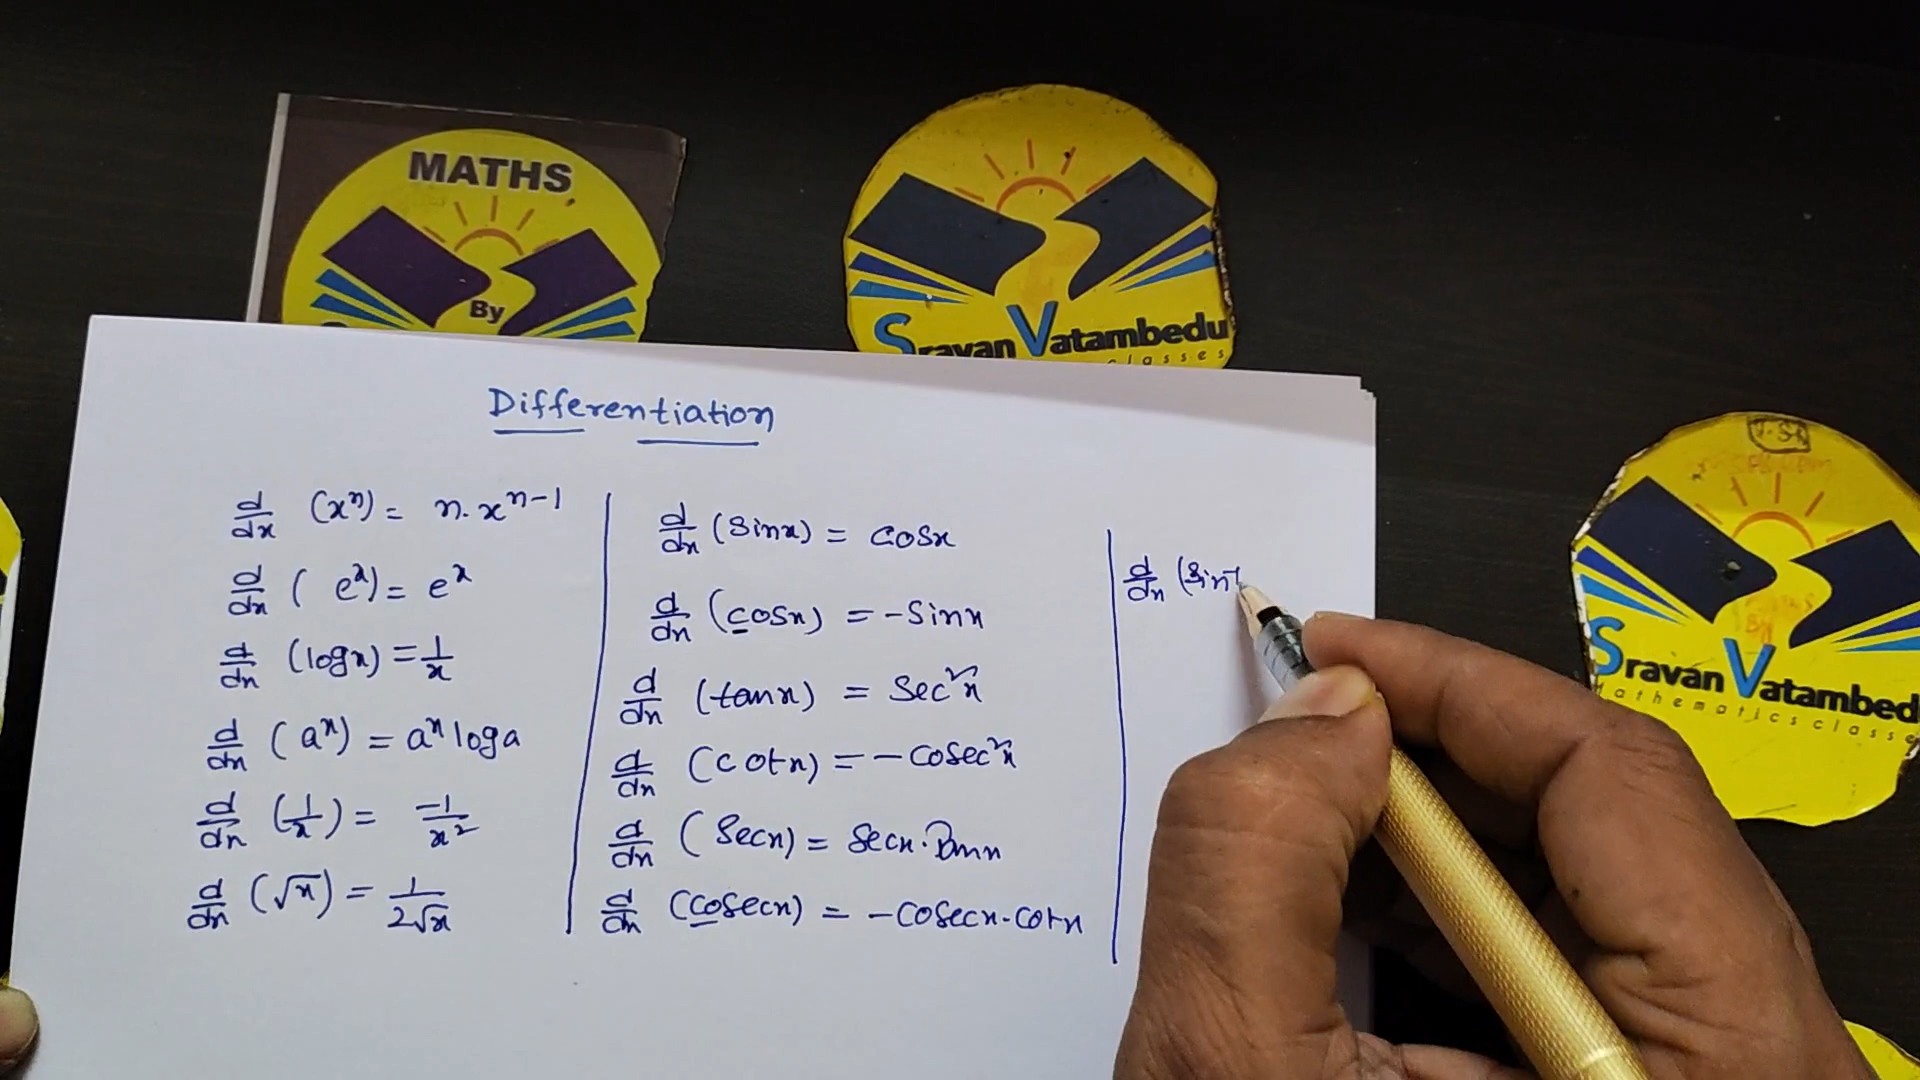 MATHS
By
Sravan Vatambedu
classes
T.SR
Sravan Vatambed
Mathematics classe
Differentiation
d/dx (xⁿ) = n.xⁿ⁻¹
d/dx (eˣ) = eˣ
d/dx (logx) = 1/x
d/dx (aˣ) = aˣ loga
d/dx (1/x) = -1/x²
d/dx (√x) = 1/2√x
d/dx (Sinx) = cosx
d/dx (cosx) = -Sinx
d/dx (tanx) = Sec²x
d/dx (cotx) = -cosec²x
d/dx (Secx) = Secx.Tanx
d/dx (cosecx) = -cosecx.cotx
d/dx (Sin⁻¹